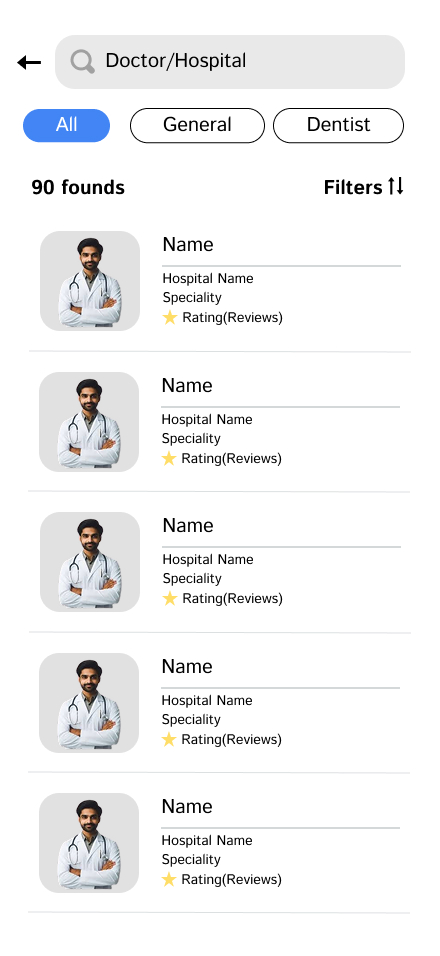 Doctor/Hospital
All General Dentist
90 founds Filters
Name
Hospital Name
Speciality
Rating(Reviews)
Name
Hospital Name
Speciality
Rating(Reviews)
Name
Hospital Name
Speciality
Rating(Reviews)
Name
Hospital Name
Speciality
Rating(Reviews)
Name
Hospital Name
Speciality
Rating(Reviews)